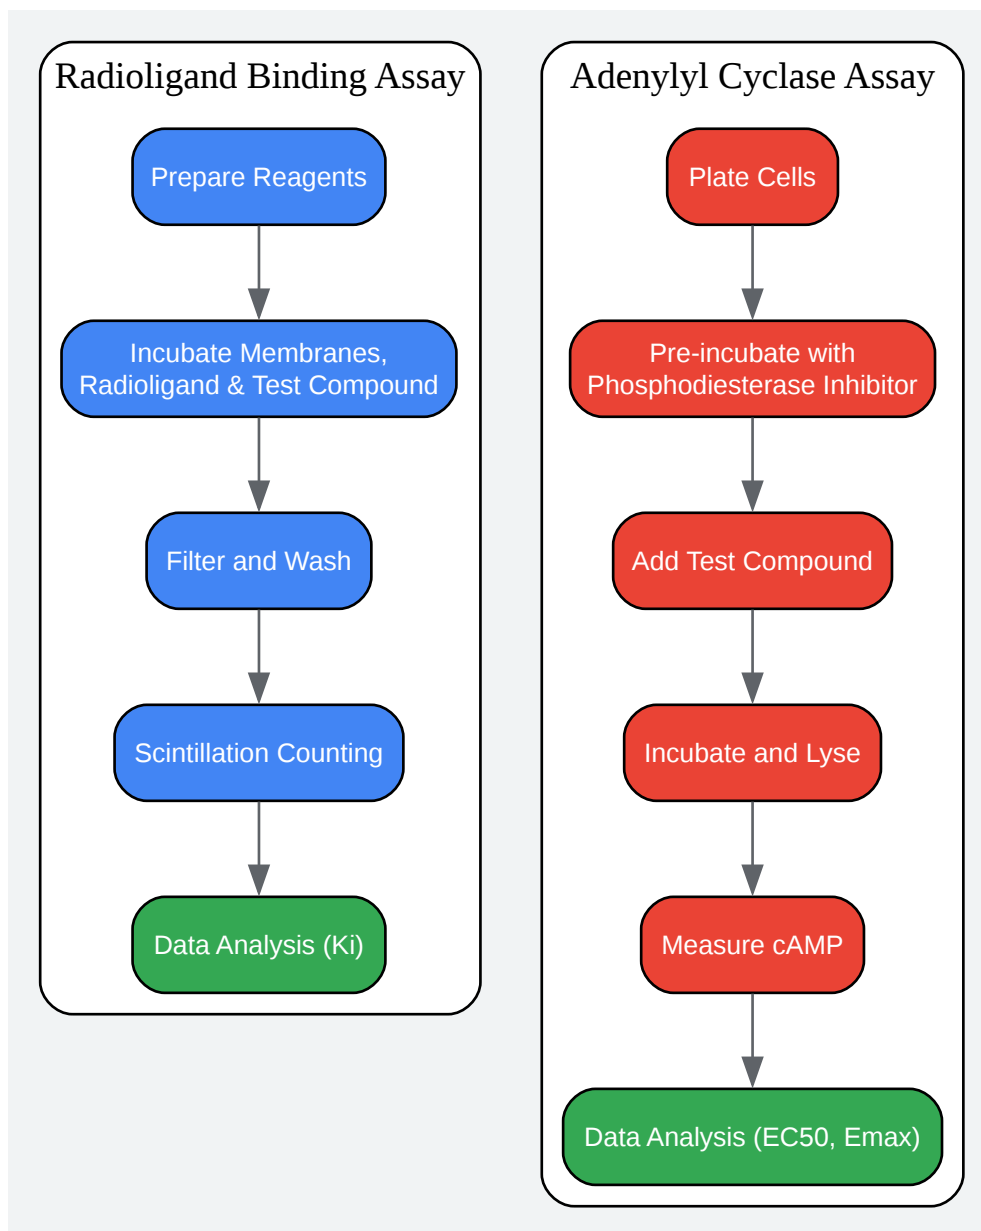 Radioligand Binding Assay
Prepare Reagents
Incubate Membranes,
Radioligand & Test Compound
Filter and Wash
Scintillation Counting
Data Analysis (Ki)
Adenylyl Cyclase Assay
Plate Cells
Pre-incubate with
Phosphodiesterase Inhibitor
Add Test Compound
Incubate and Lyse
Measure cAMP
Data Analysis (EC50, Emax)